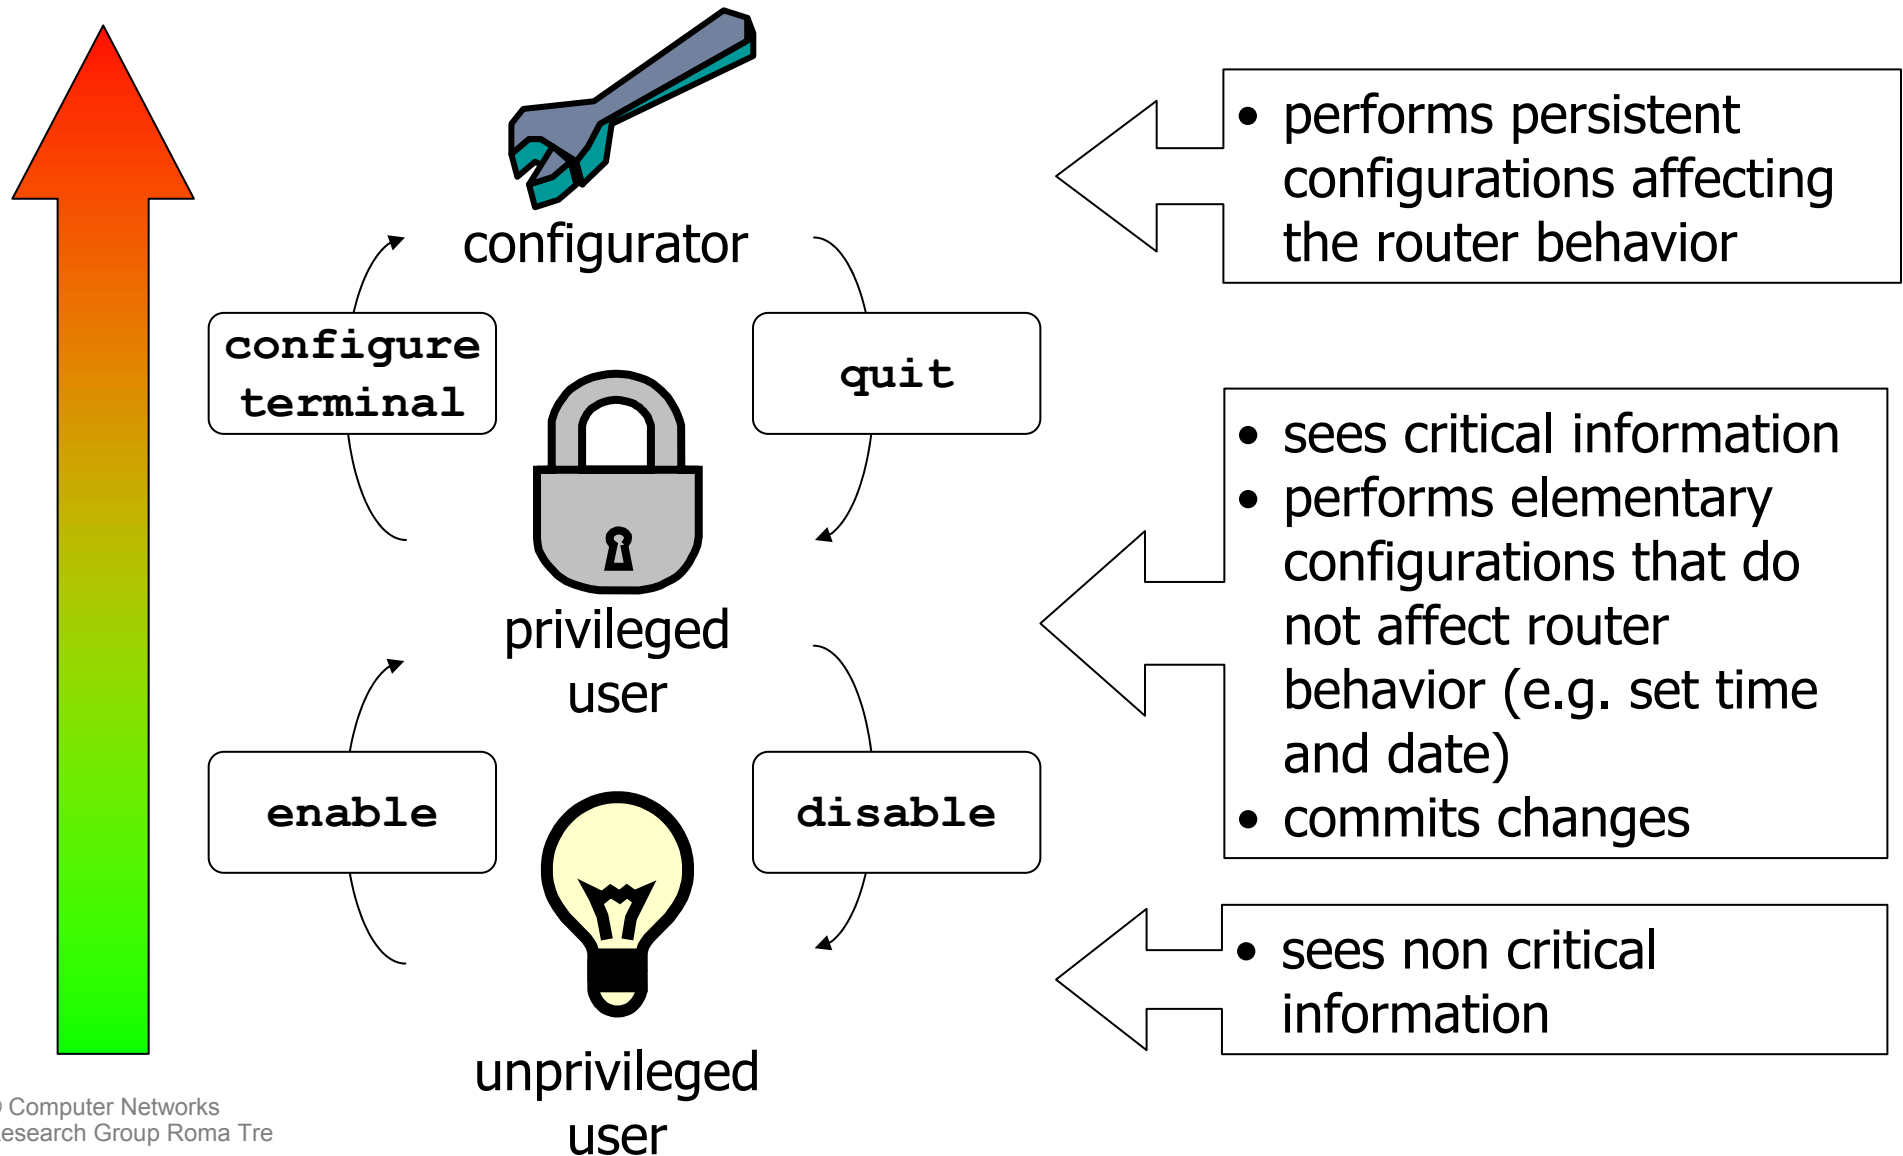 configurator
configure
terminal
quit
privileged
user
enable
disable
unprivileged
user
• performs persistent
configurations affecting
the router behavior
• sees critical information
• performs elementary
configurations that do
not affect router
behavior (e.g. set time
and date)
• commits changes
• sees non critical
information
Computer Networks
Research Group Roma Tre